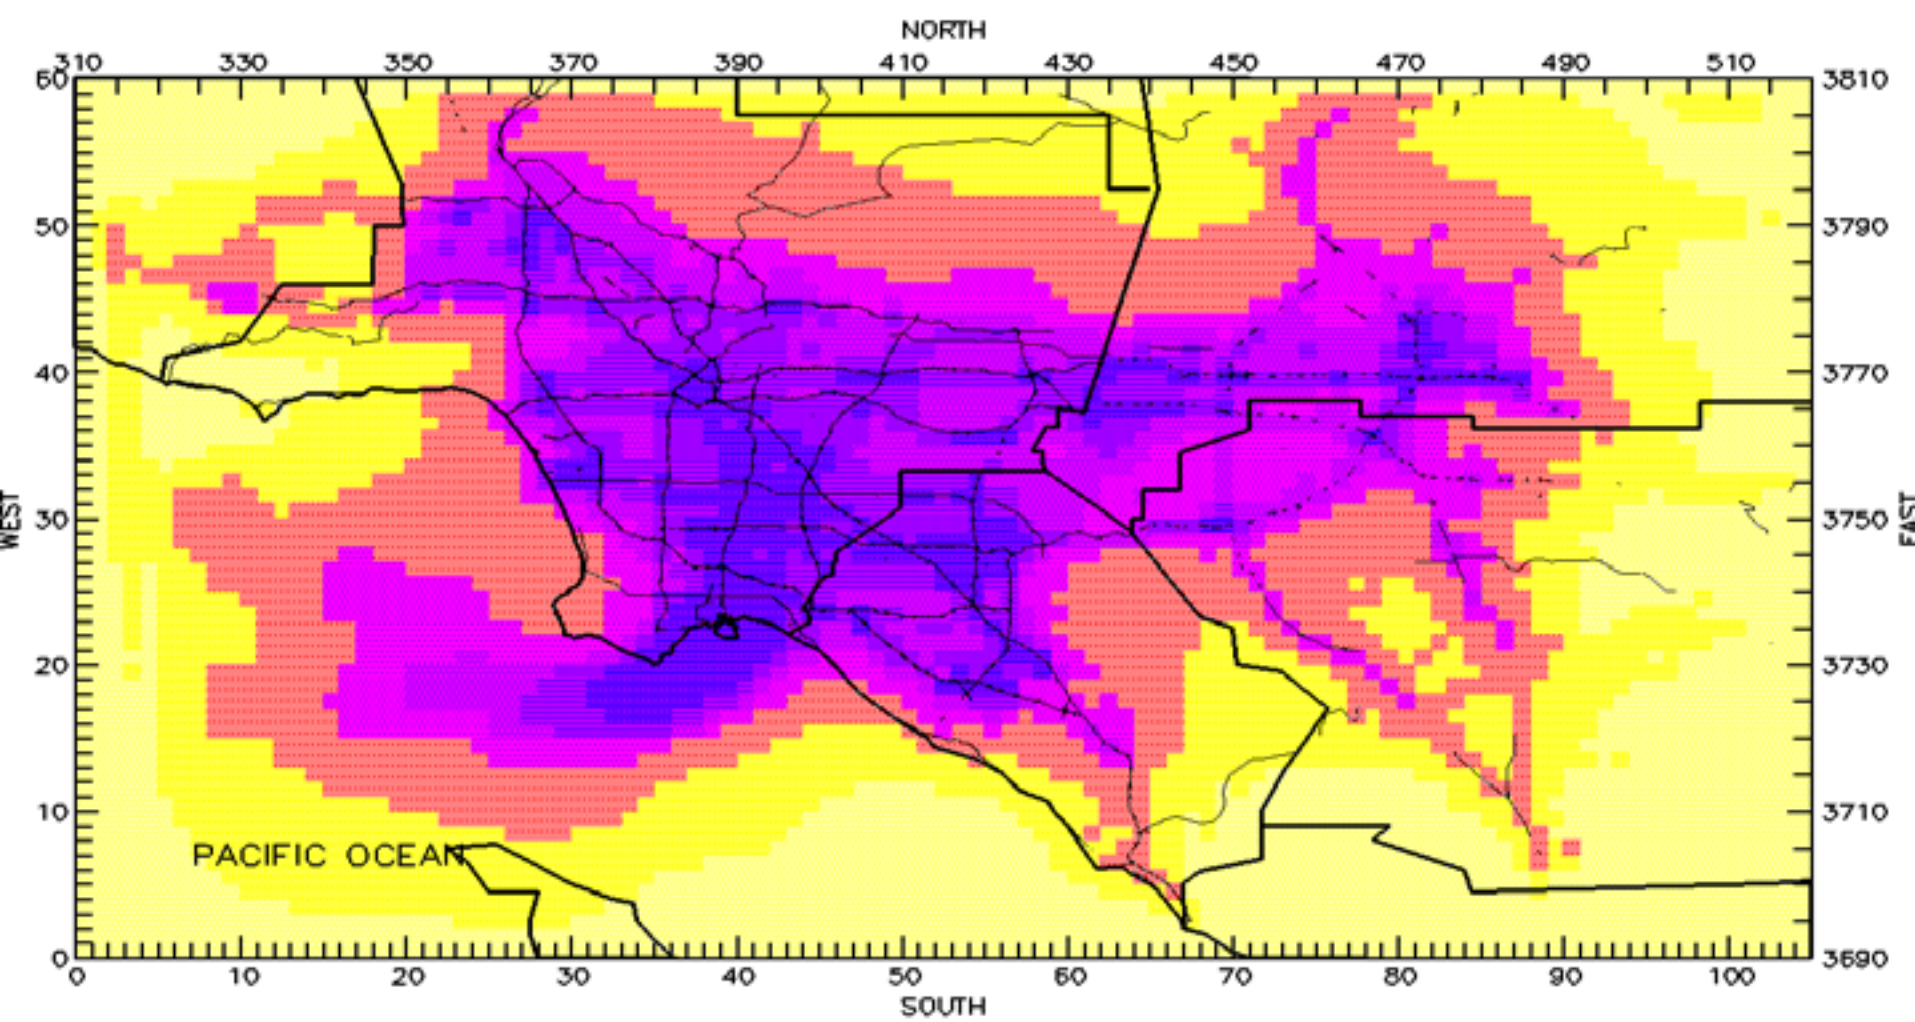 NORTH
310 330 350 370 390 410 430 450 470 490 510
60 3810
50 3790
40 3770
WEST
30 3750
EAST
20 3730
10 3710
PACIFIC OCEAN
0 3690
0 10 20 30 40 50 60 70 80 90 100
SOUTH